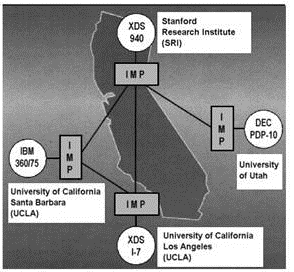 XDS
940
Stanford
Research Institute
(SRI)
IMP
IBM
360/75
IMP
IMP
DEC
PDP-10
University
of Utah
University of California
Santa Barbara
(UCLA)
IMP
XDS
I-7
University of California
Los Angeles
(UCLA)